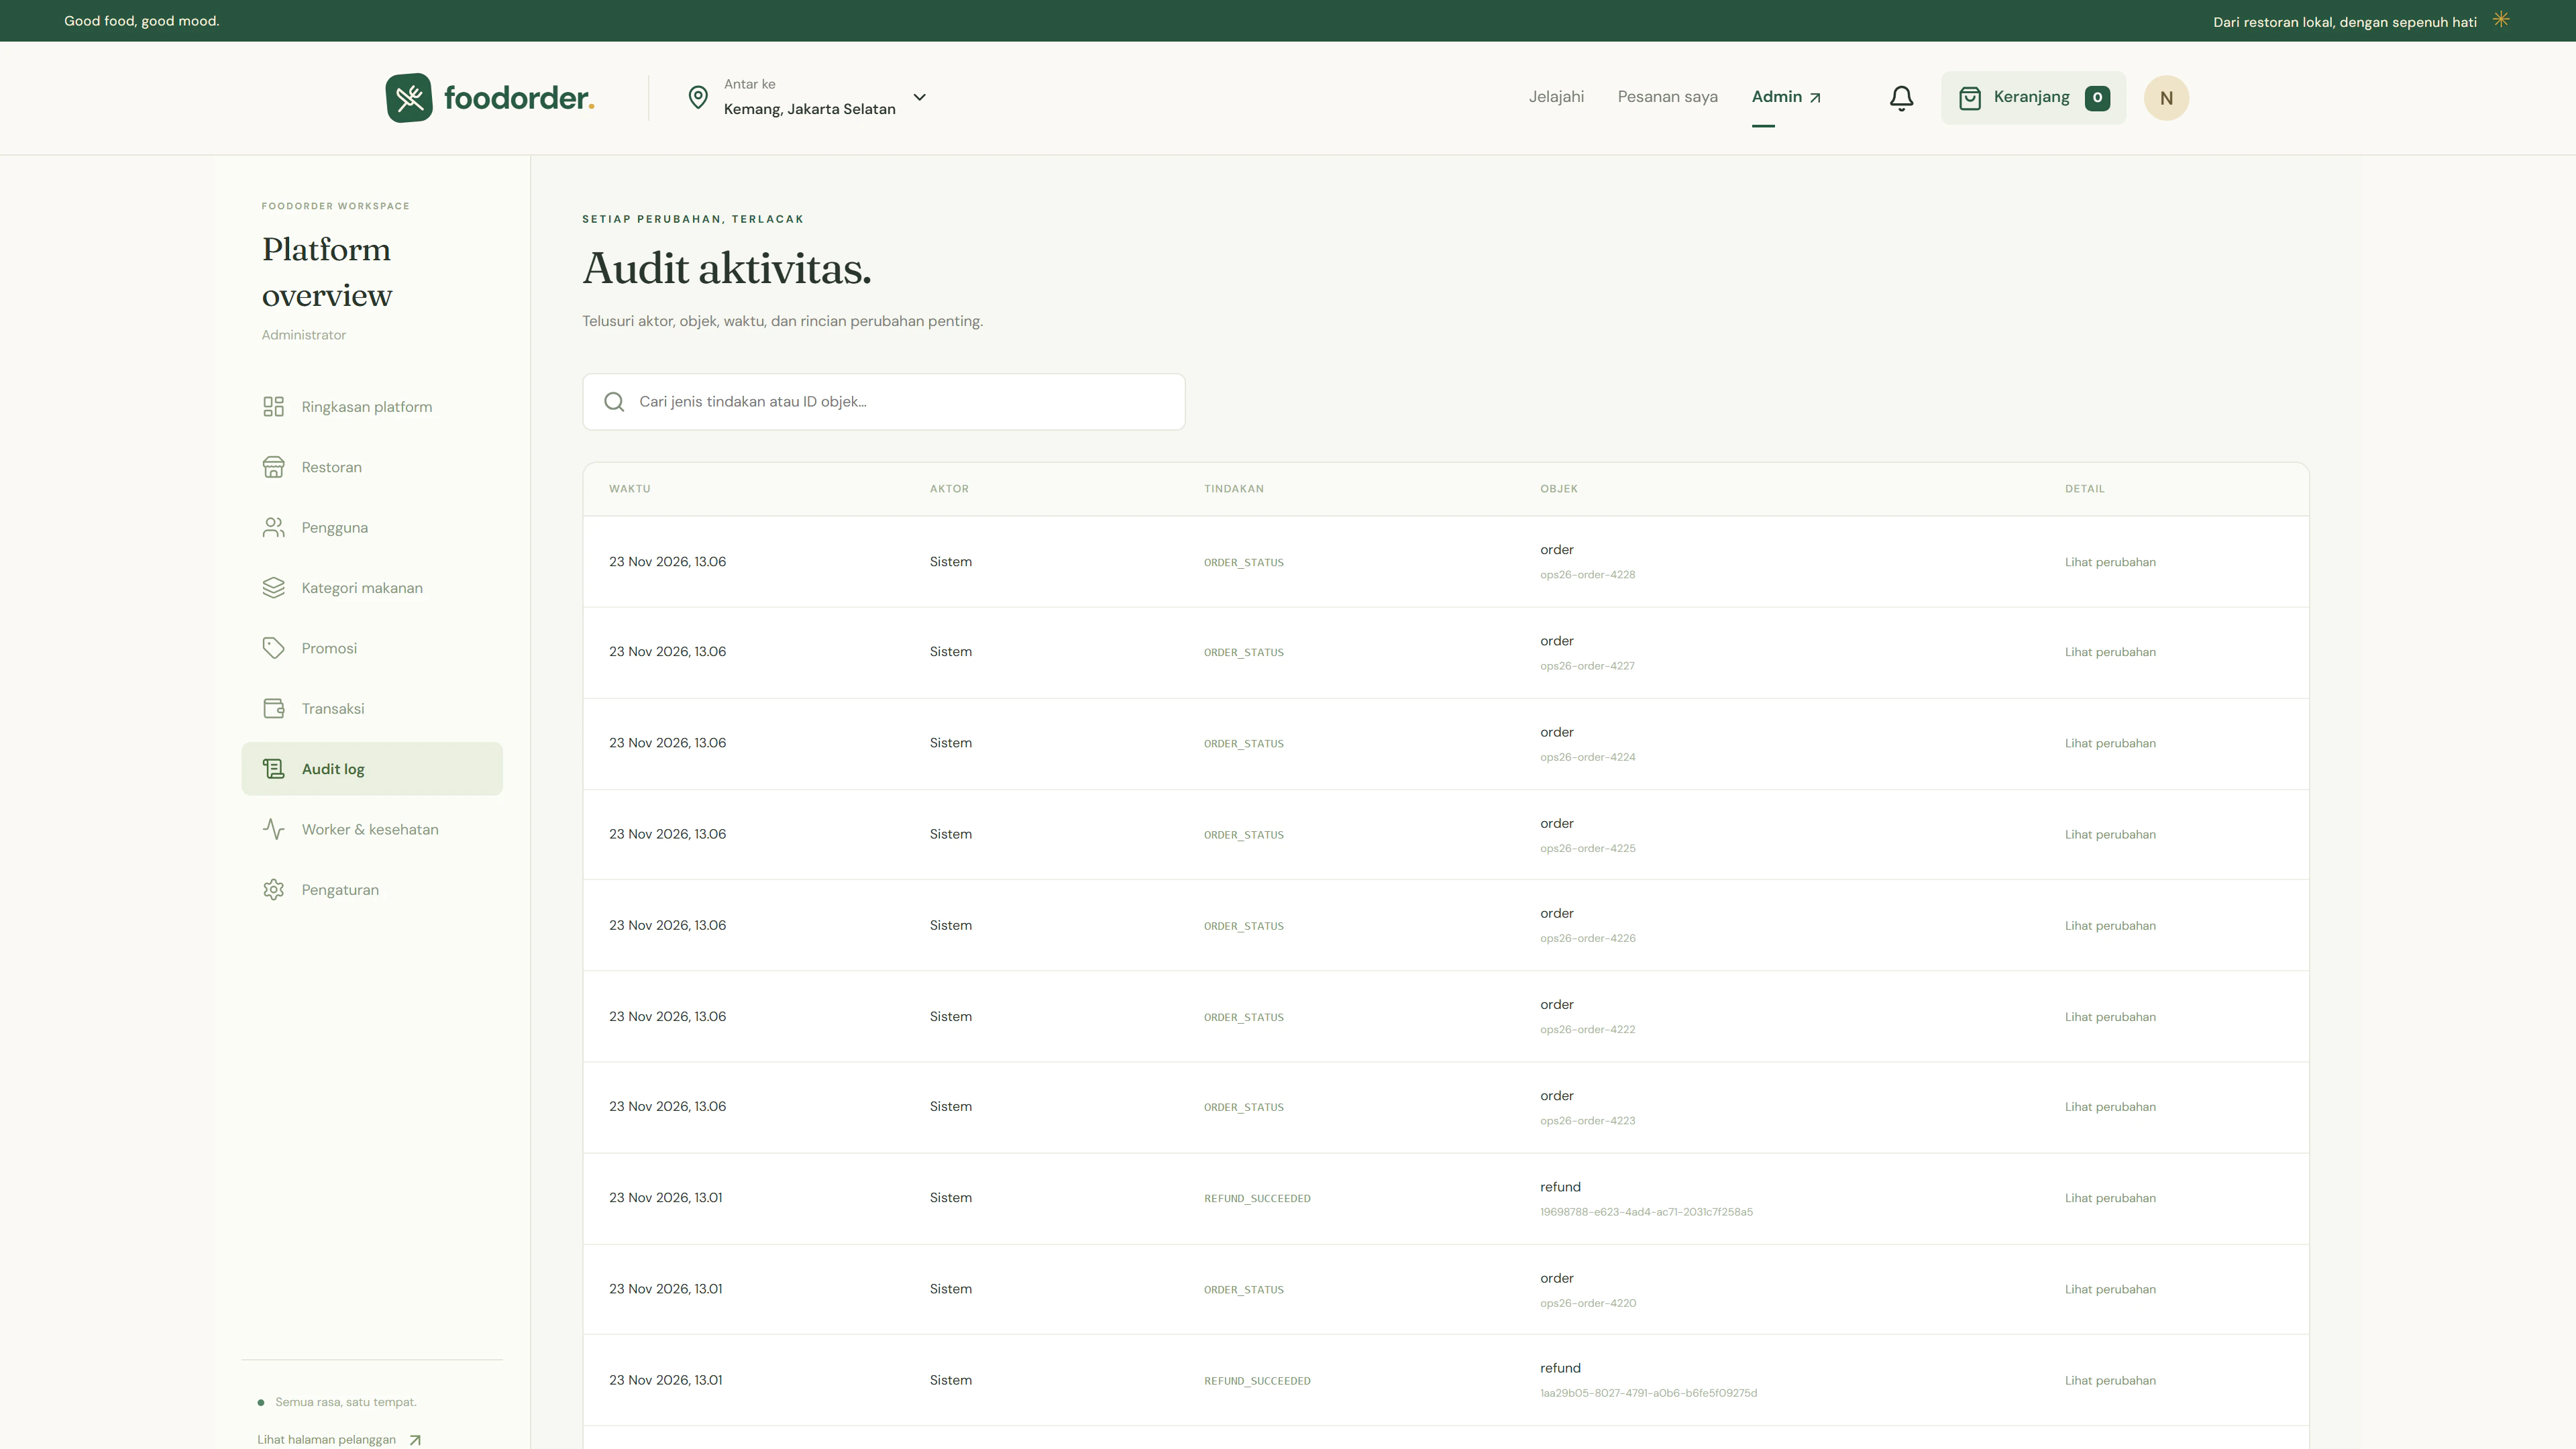 Good food, good mood.
Dari restoran lokal, dengan sepenuh hati
foodorder.
Antar ke
Kemang, Jakarta Selatan
Jelajahi
Pesanan saya
Admin
Keranjang 0
N
FOODORDER WORKSPACE
Platform
overview
Administrator
Ringkasan platform
Restoran
Pengguna
Kategori makanan
Promosi
Transaksi
Audit log
Worker & kesehatan
Pengaturan
Semua rasa, satu tempat.
Lihat halaman pelanggan
SETIAP PERUBAHAN, TERLACAK
Audit aktivitas.
Telusuri aktor, objek, waktu, dan rincian perubahan penting.
Cari jenis tindakan atau ID objek...
WAKTU AKTOR TINDAKAN OBJEK DETAIL
23 Nov 2026, 13.06 Sistem ORDER_STATUS order Lihat perubahan
ops26-order-4228
23 Nov 2026, 13.06 Sistem ORDER_STATUS order Lihat perubahan
ops26-order-4227
23 Nov 2026, 13.06 Sistem ORDER_STATUS order Lihat perubahan
ops26-order-4224
23 Nov 2026, 13.06 Sistem ORDER_STATUS order Lihat perubahan
ops26-order-4225
23 Nov 2026, 13.06 Sistem ORDER_STATUS order Lihat perubahan
ops26-order-4226
23 Nov 2026, 13.06 Sistem ORDER_STATUS order Lihat perubahan
ops26-order-4222
23 Nov 2026, 13.06 Sistem ORDER_STATUS order Lihat perubahan
ops26-order-4223
23 Nov 2026, 13.01 Sistem REFUND_SUCCEEDED refund Lihat perubahan
19698788-e623-4ad4-ac71-2031c7f258a5
23 Nov 2026, 13.01 Sistem ORDER_STATUS order Lihat perubahan
ops26-order-4220
23 Nov 2026, 13.01 Sistem REFUND_SUCCEEDED refund Lihat perubahan
1aa29b05-8027-4791-a0b6-b6fe5f09275d